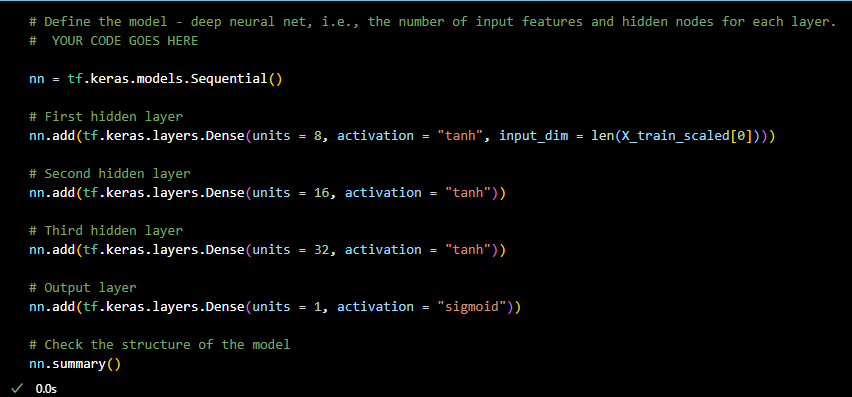 # Define the model - deep neural net, i.e., the number of input features and hidden nodes for each layer.
#  YOUR CODE GOES HERE
nn = tf.keras.models.Sequential()
# First hidden layer
nn.add(tf.keras.layers.Dense(units = 8, activation = "tanh", input_dim = len(X_train_scaled[0])))
# Second hidden layer
nn.add(tf.keras.layers.Dense(units = 16, activation = "tanh"))
# Third hidden layer
nn.add(tf.keras.layers.Dense(units = 32, activation = "tanh"))
# Output layer
nn.add(tf.keras.layers.Dense(units = 1, activation = "sigmoid"))
# Check the structure of the model
nn.summary()
0.0s